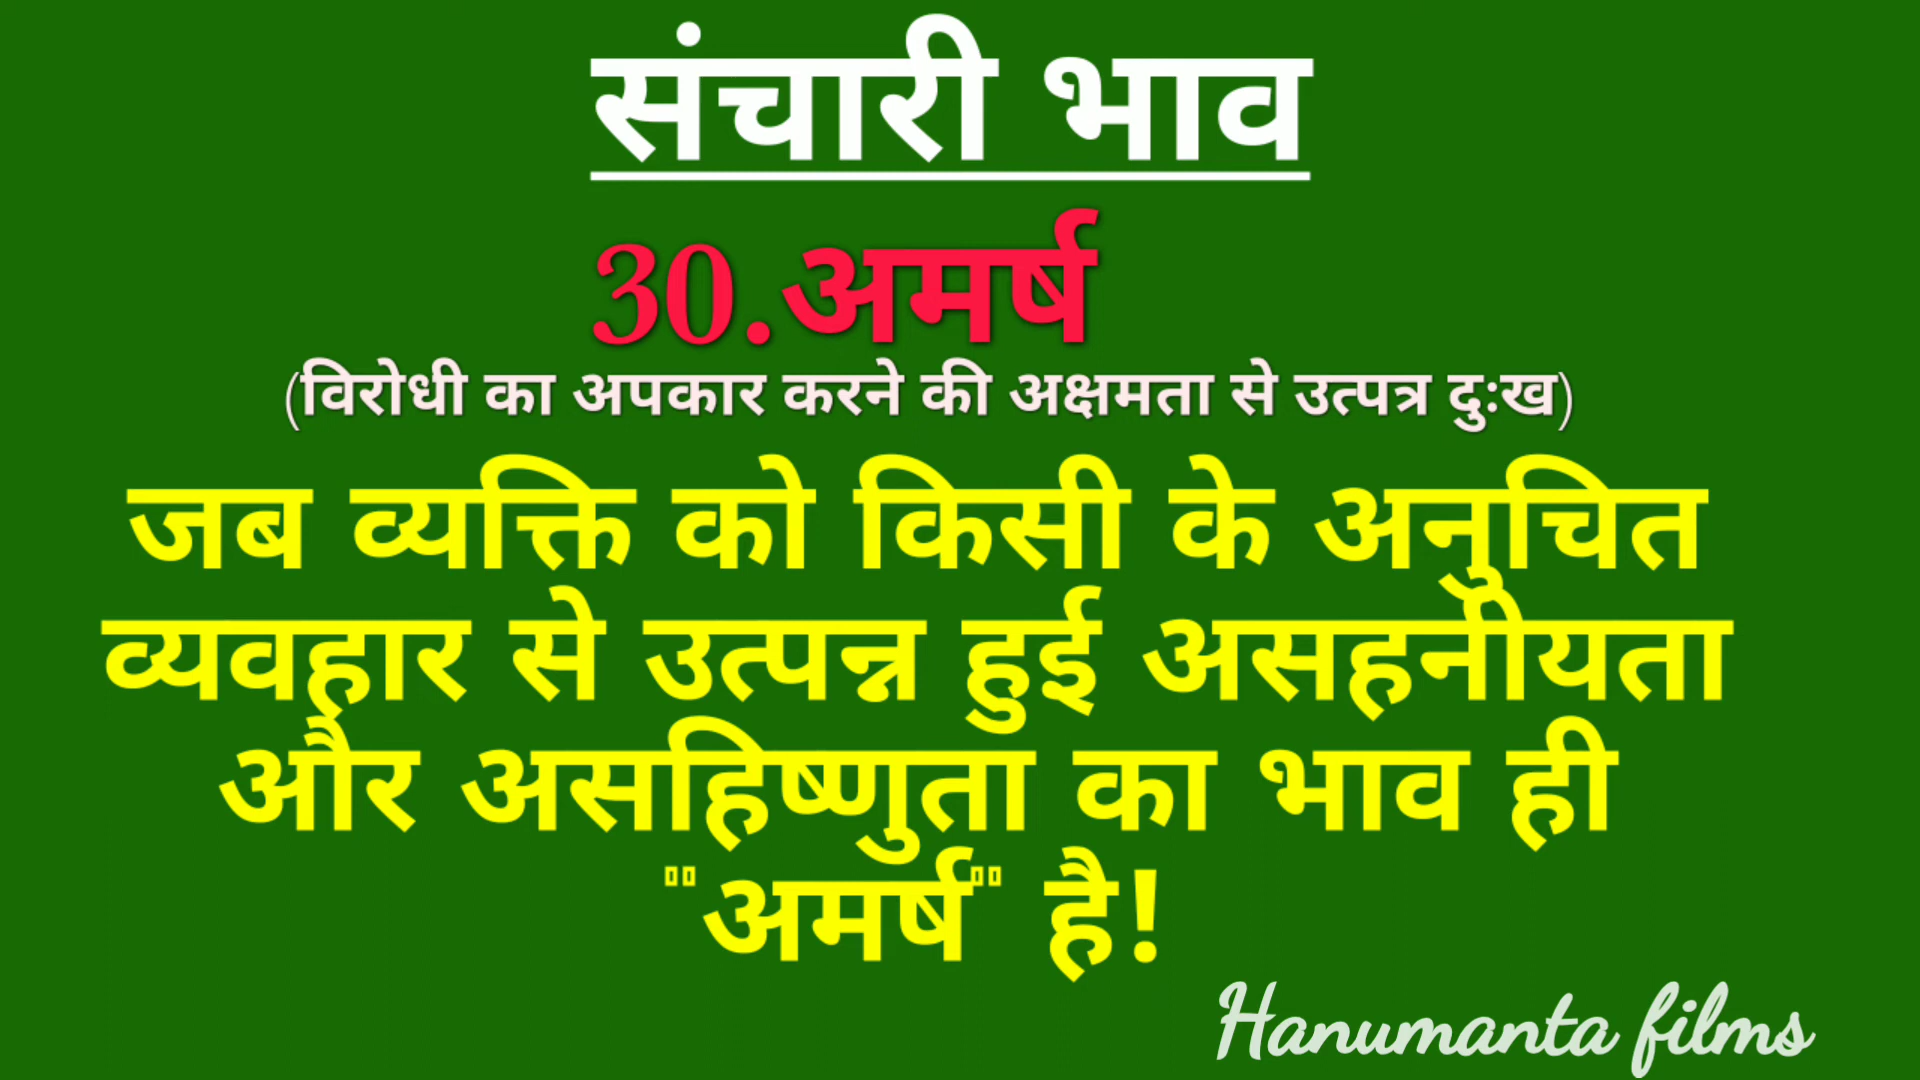 संचारी भाव
30.अमर्ष
(विरोधी का अपकार करने की अक्षमता से उत्पत्र दुःख)
जब व्यक्ति को किसी के अनुचित
व्यवहार से उत्पन्न हुई असहनीयता
और असहिष्णुता का भाव ही
"अमर्ष" है!
Hanumanta films